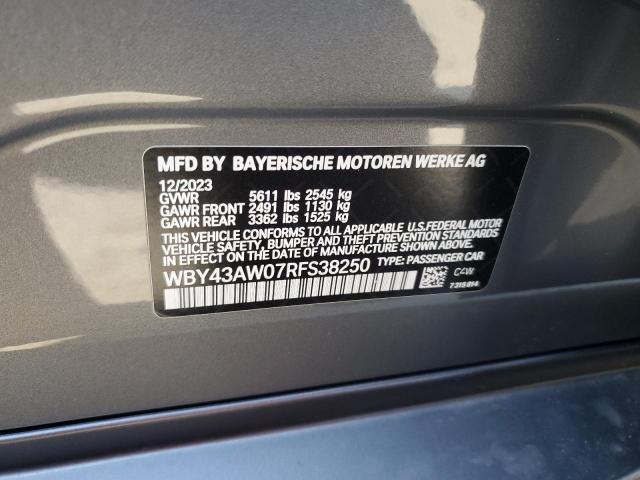 MFD BY BAYERISCHE MOTOREN WERKE AG
12/2023
GVWR 5611 lbs 2545 kg
GAWR FRONT 2491 lbs 1130 kg
GAWR REAR 3362 lbs 1525 kg
THIS VEHICLE CONFORMS TO ALL APPLICABLE U.S.FEDERAL MOTOR
VEHICLE SAFETY, BUMPER AND THEFT PREVENTION STANDARDS
IN EFFECT ON THE DATE OF MANUFACTURE SHOWN ABOVE.
WBY43AW07RFS38250 TYPE: PASSENGER CAR
C4W
7315814